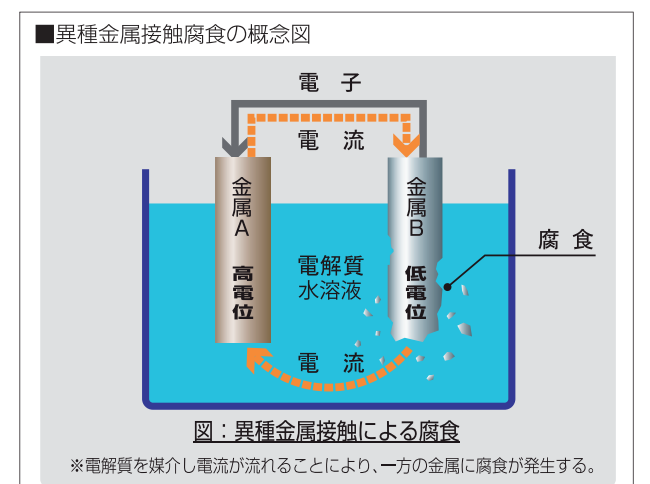 ■異種金属接触腐食の概念図
電 子
電 流
金属A 高電位
金属B 低電位
腐 食
電解質
水溶液
電 流
図：異種金属接触による腐食
※電解質を媒介し電流が流れることにより、一方の金属に腐食が発生する。